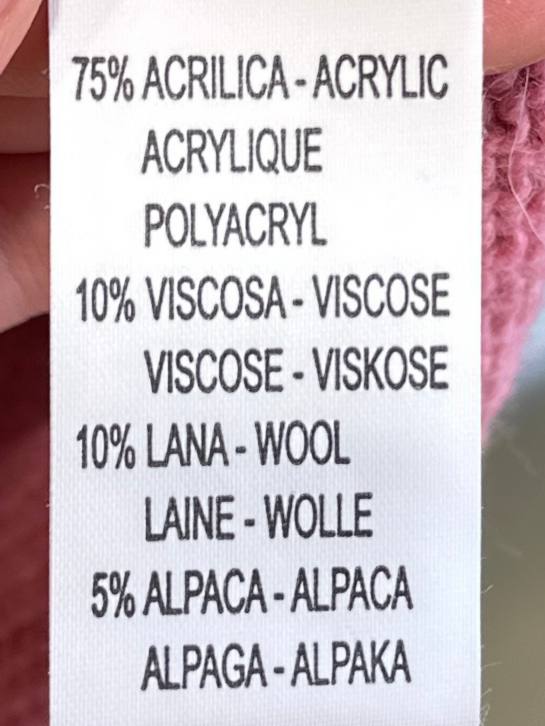 75% ACRILICA - ACRYLIC
ACRYLIQUE
POLYACRYL
10% VISCOSA - VISCOSE
VISCOSE - VISKOSE
10% LANA - WOOL
LAINE - WOLLE
5% ALPACA - ALPACA
ALPAGA - ALPAKA